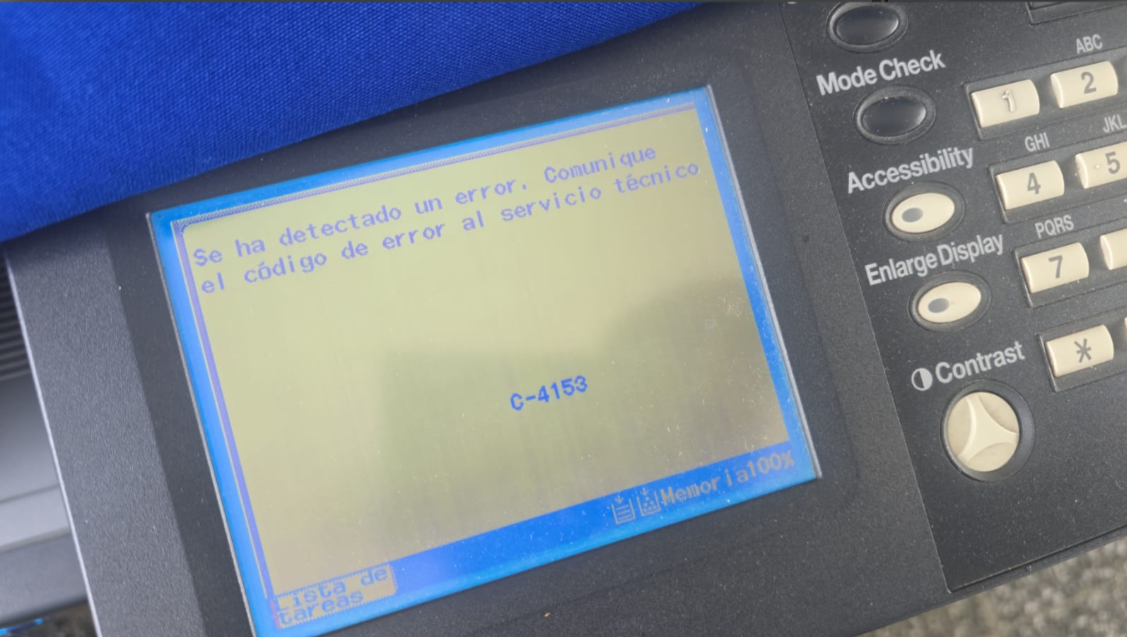 Se ha detectado un error. Comunique
el código de error al servicio técnico
C-4153
Memoria100%
Lista de
tareas
Mode Check
Accessibility
Enlarge Display
Contrast
1
ABC
2
GHI
4
JKL
5
PQRS
7
*